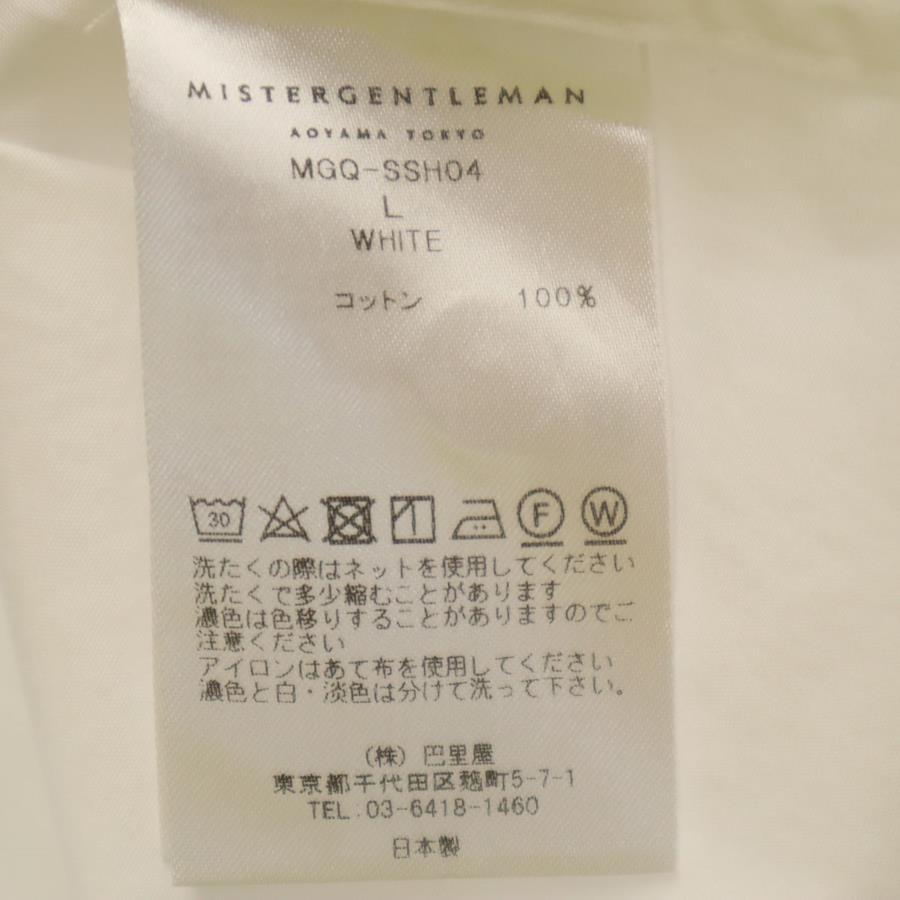 MISTERGENTLEMAN
AOYAMA TOKYO
MGQ-SSH04
L
WHITE
コットン 100%
30 F W
洗たくの際はネットを使用してください
洗たくで多少縮むことがあります
濃色は色移りすることがありますのでご
注意ください
アイロンはあて布を使用してください
濃色と白・淡色は分けて洗って下さい。
(株) 巴里屋
東京都千代田区麹町5-7-1
TEL:03-6418-1460
日本製